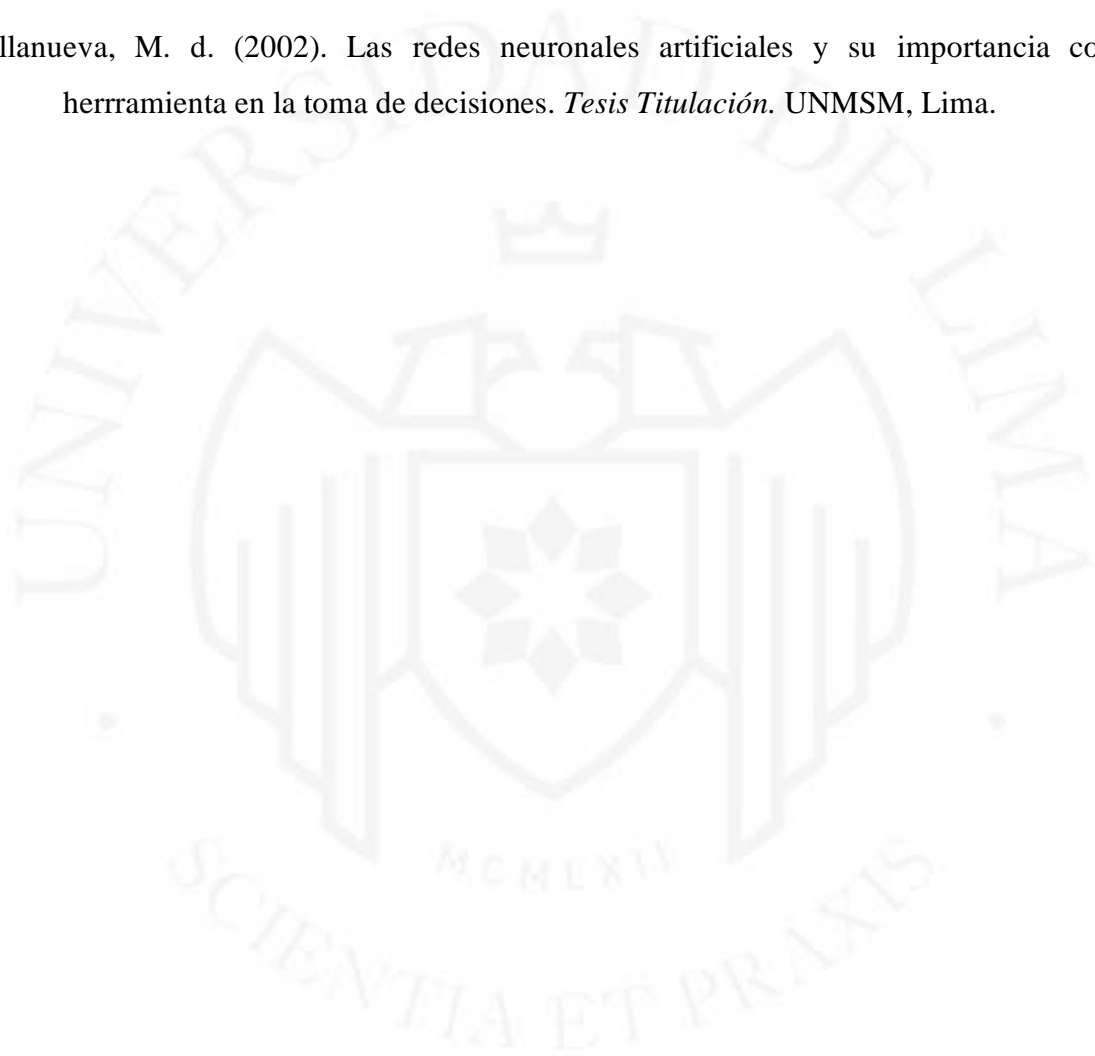 llanueva, M. d. (2002). Las redes neuronales artificiales y su importancia co
herrramienta en la toma de decisiones. Tesis Titulación. UNMSM, Lima.
UNIVERSIDAD DE LIMA
MCMLXII
SCIENTIA ET PRAXIS